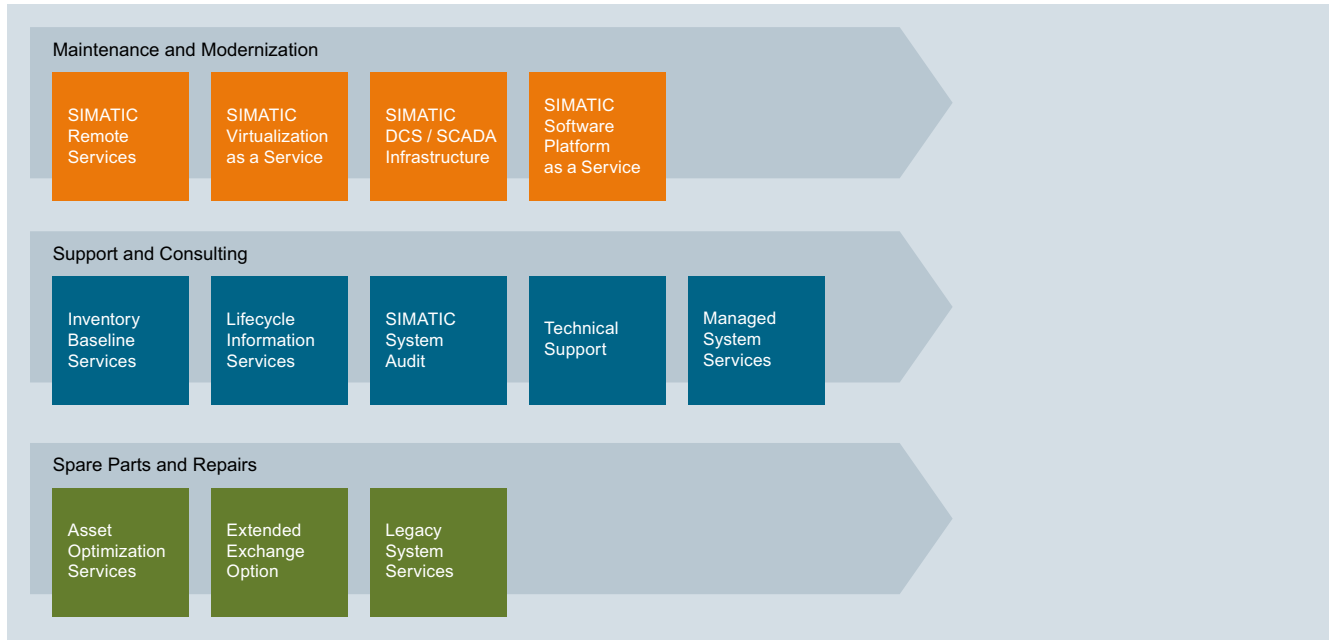 Maintenance and Modernization
SIMATIC
Remote
Services
SIMATIC
Virtualization
as a Service
SIMATIC
DCS / SCADA
Infrastructure
SIMATIC
Software
Platform
as a Service
Support and Consulting
Inventory
Baseline
Services
Lifecycle
Information
Services
SIMATIC
System
Audit
Technical
Support
Managed
System
Services
Spare Parts and Repairs
Asset
Optimization
Services
Extended
Exchange
Option
Legacy
System
Services